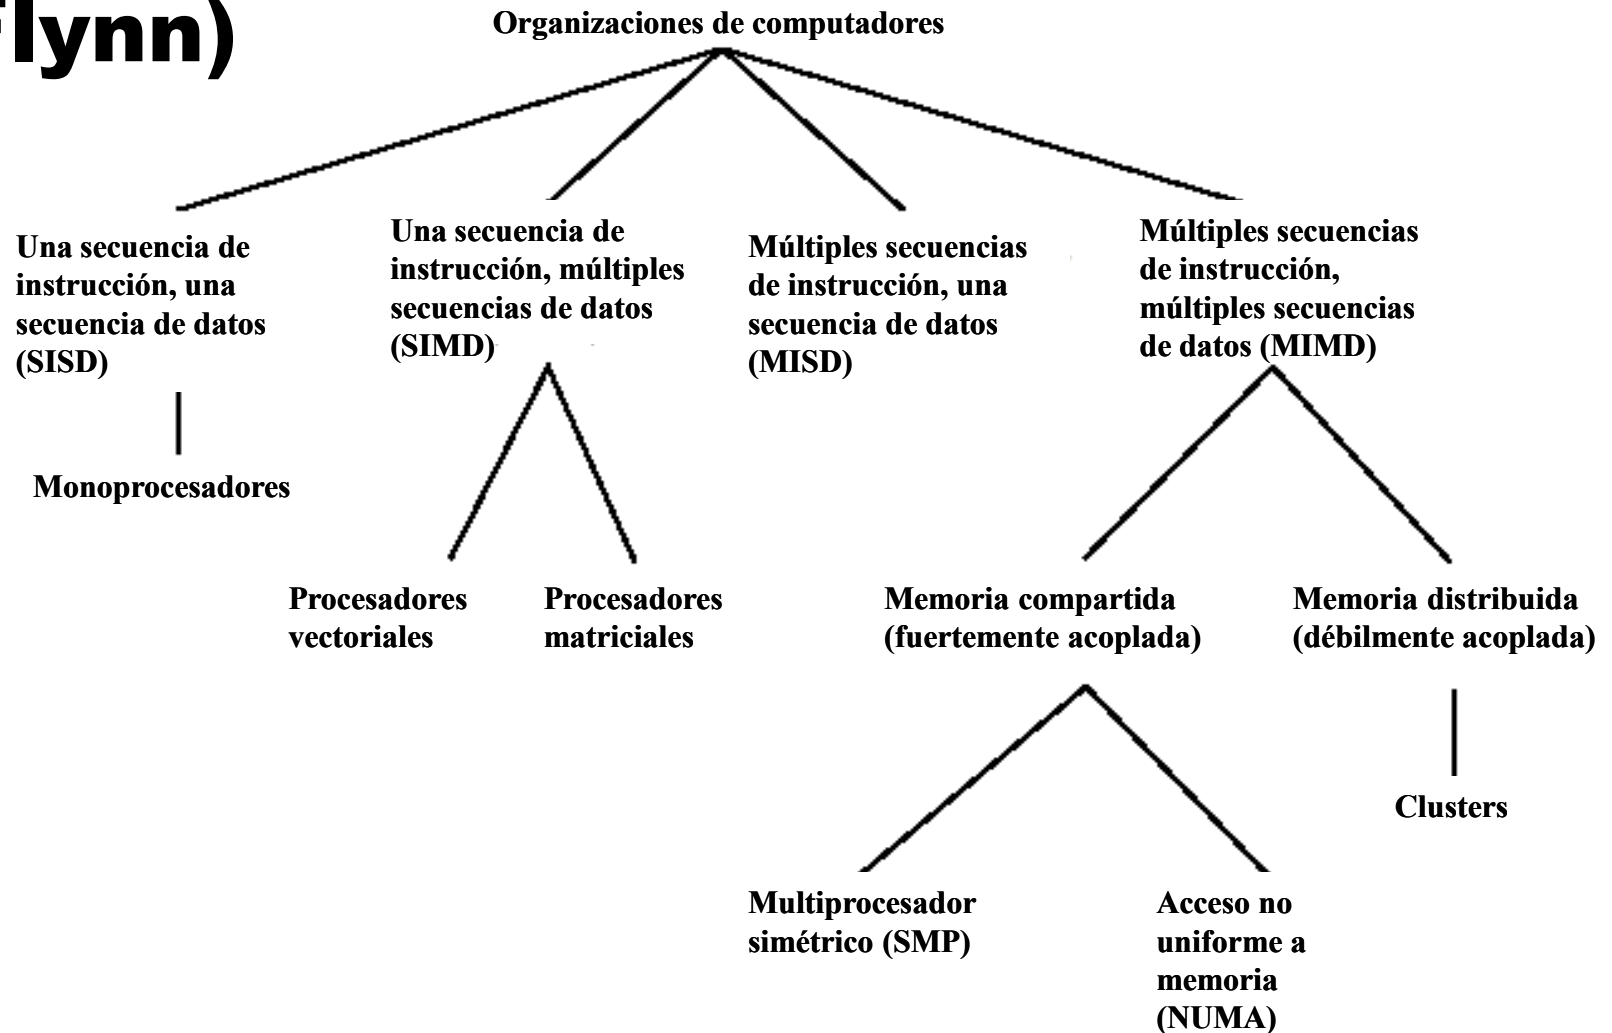 Flynn)
Organizaciones de computadores
Una secuencia de
instrucción, una
secuencia de datos
(SISD)
Una secuencia de
instrucción, múltiples
secuencias de datos
(SIMD)
Múltiples secuencias
de instrucción, una
secuencia de datos
(MISD)
Múltiples secuencias
de instrucción,
múltiples secuencias
de datos (MIMD)
Monoprocesadores
Procesadores
vectoriales
Procesadores
matriciales
Memoria compartida
(fuertemente acoplada)
Memoria distribuida
(débilmente acoplada)
Clusters
Multiprocesador
simétrico (SMP)
Acceso no
uniforme a
memoria
(NUMA)